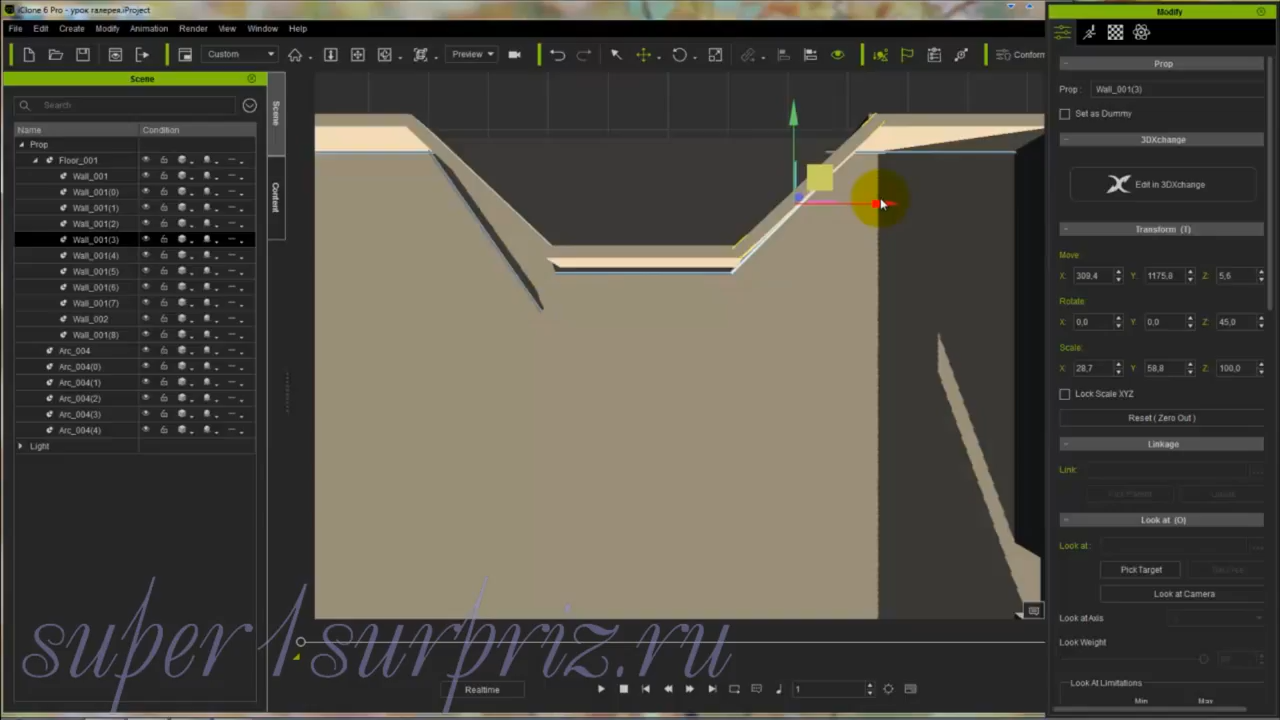 iClone 6 Pro - урок галерея.iProject
File Edit Create Modify Animation Render View Window Help
Custom Preview Conform
Scene
Search
Name Condition
Prop
Floor_001
Wall_001
Wall_001(0)
Wall_001(1)
Wall_001(2)
Wall_001(3)
Wall_001(4)
Wall_001(5)
Wall_001(6)
Wall_001(7)
Wall_002
Wall_001(8)
Arc_004
Arc_004(0)
Arc_004(1)
Arc_004(2)
Arc_004(3)
Arc_004(4)
Light
Scene
Content
Modify
Prop
Prop : Wall_001(3)
Set as Dummy
3DXchange
Edit in 3DXchange
Transform (T)
Move:
X: 309,4 Y: 1175,8 Z: 5,6
Rotate:
X: 0,0 Y: 0,0 Z: 45,0
Scale:
X: 28,7 Y: 58,8 Z: 100,0
Lock Scale XYZ
Reset ( Zero Out )
Linkage
Link:
Look at (O)
Look at:
Pick Target
Look at Camera
Look at Axis
Look Weight
Look At Limitations
Min Max
super1surpriz.ru
Realtime
1